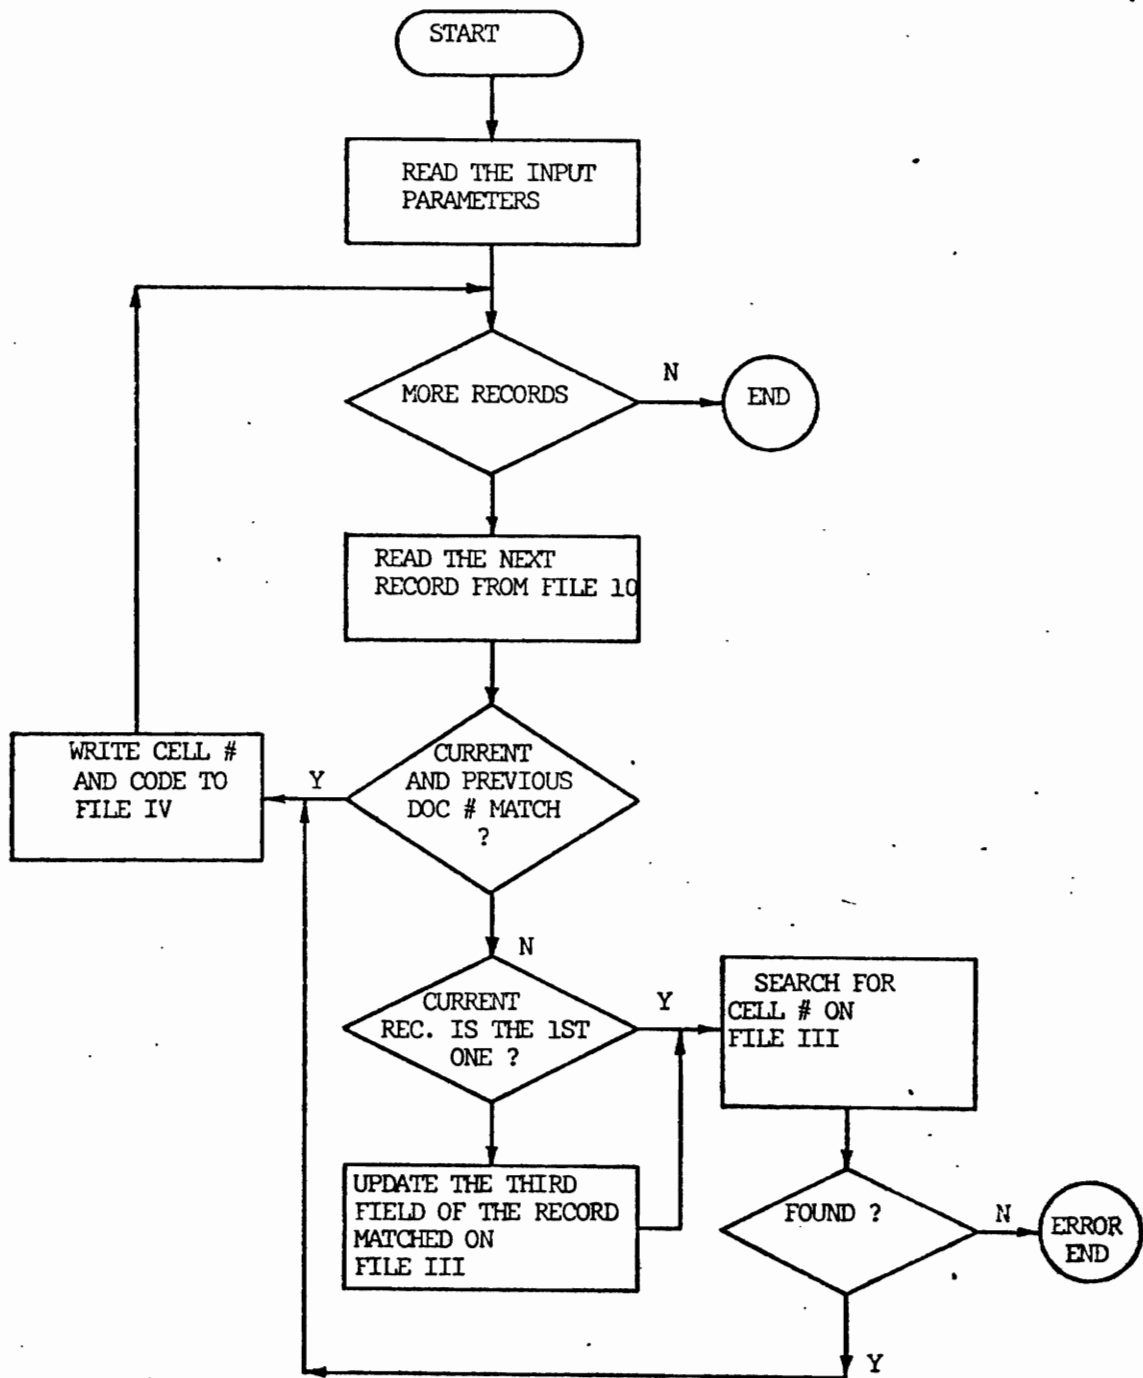 START
READ THE INPUT
PARAMETERS
MORE RECORDS
N
END
READ THE NEXT
RECORD FROM FILE 10
WRITE CELL #
AND CODE TO
FILE IV
Y
CURRENT
AND PREVIOUS
DOC # MATCH
?
N
CURRENT
REC. IS THE 1ST
ONE ?
Y
SEARCH FOR
CELL # ON
FILE III
UPDATE THE THIRD
FIELD OF THE RECORD
MATCHED ON
FILE III
FOUND ?
N
ERROR
END
Y